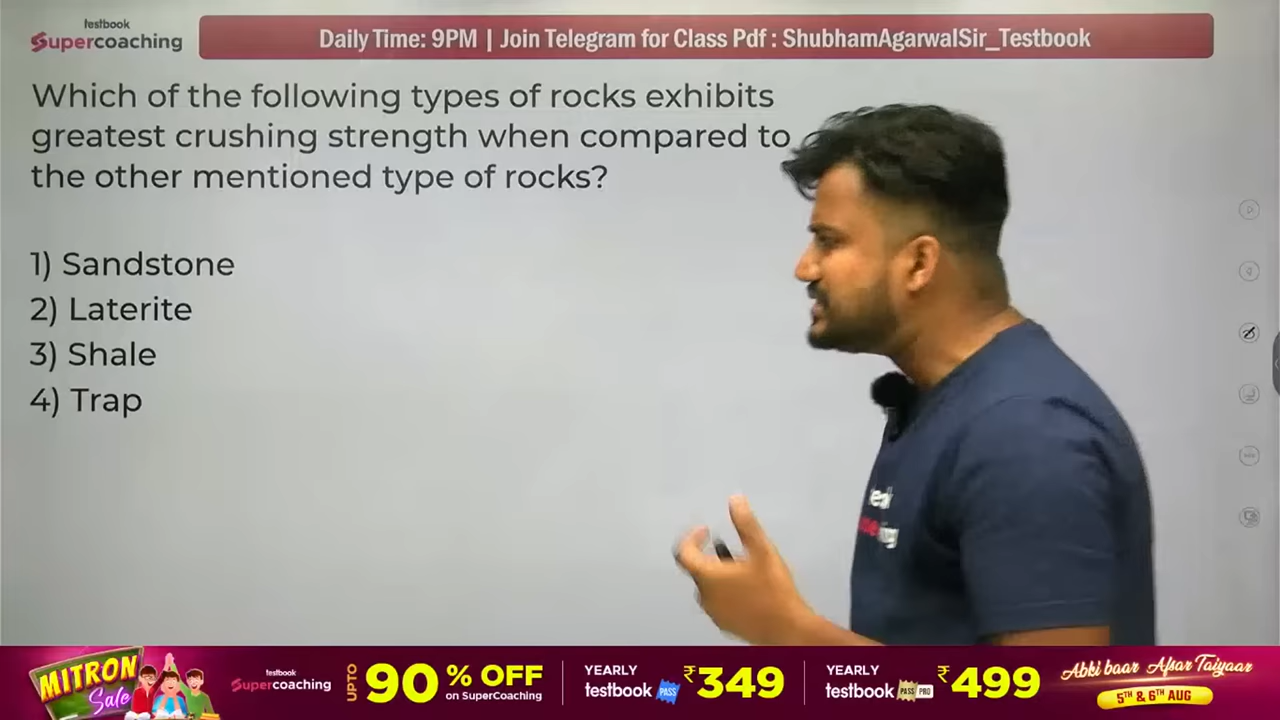 testbook
Supercoaching
Daily Time: 9PM | Join Telegram for Class Pdf : ShubhamAgarwalSir_Testbook
Which of the following types of rocks exhibits
greatest crushing strength when compared to
the other mentioned type of rocks?
1) Sandstone
2) Laterite
3) Shale
4) Trap
MITRON
Sale
testbook
Supercoaching
UPTO
90 % OFF
on SuperCoaching
YEARLY
testbook PASS
₹349
YEARLY
testbook PASS PRO
₹499
Abki baar Afsar Taiyaar
5TH & 6TH AUG